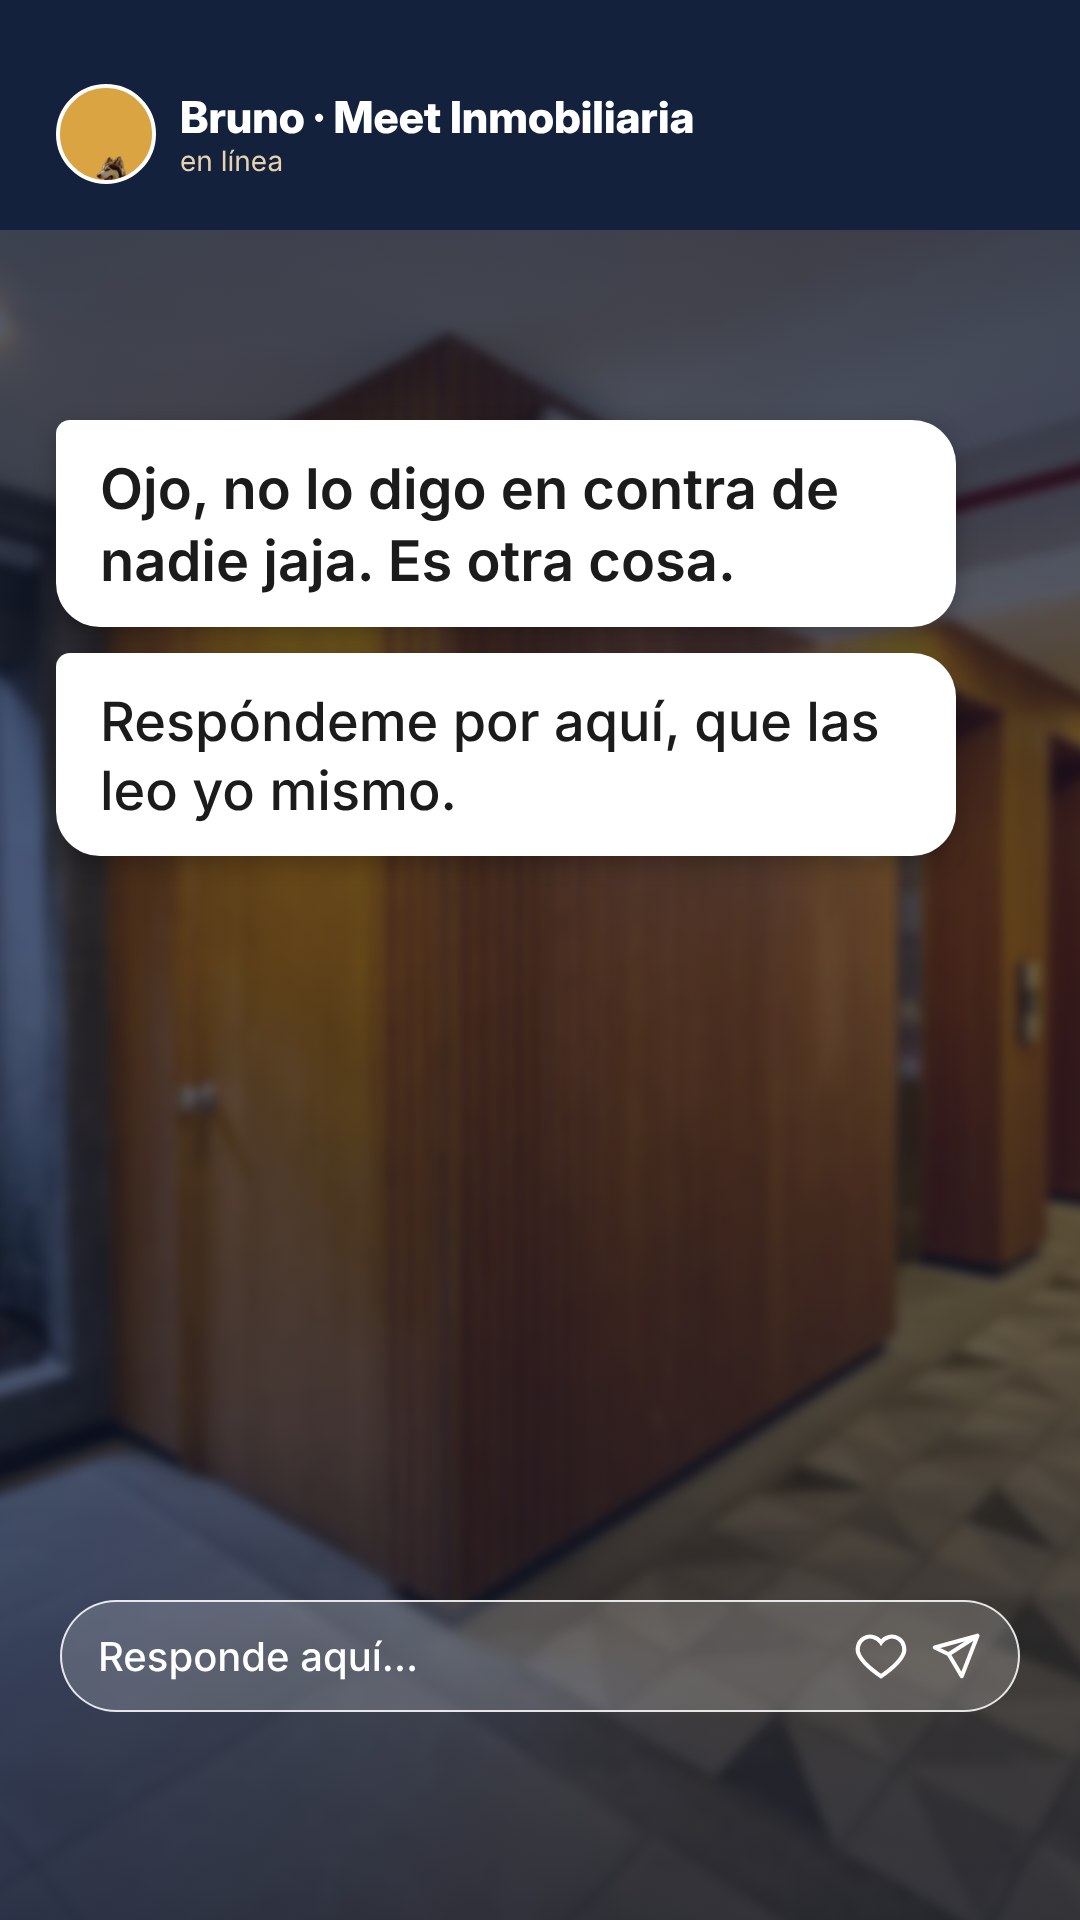 Bruno · Meet Inmobiliaria
en línea
Ojo, no lo digo en contra de
nadie jaja. Es otra cosa.
Respóndeme por aquí, que las
leo yo mismo.
Responde aquí...